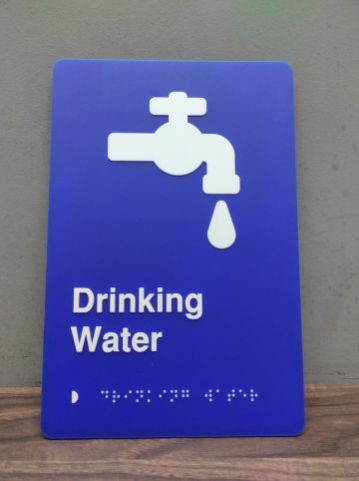 Drinking
Water
⠙⠗⠊⠝⠅⠊⠝⠛ ⠺⠁⠞⠑⠗